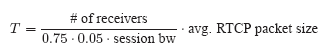 T = # of receivers / 0.75 · 0.05 · session bw · avg. RTCP packet size